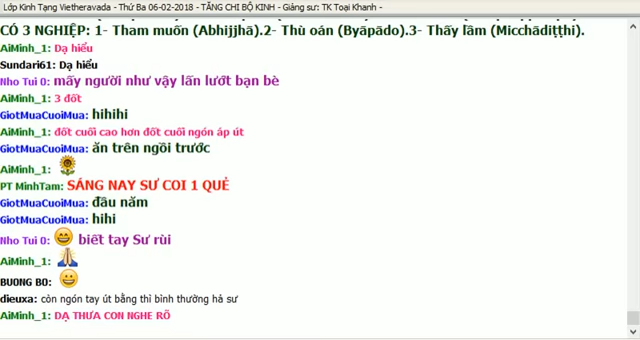 Lớp Kinh Tạng Vietheravada - Thứ Ba 06-02-2018 - TĂNG CHI BỘ KINH - Giảng sư: TK Toại Khanh -
CÓ 3 NGHIỆP: 1- Tham muốn (Abhijjhā).2- Thù oán (Byāpādo).3- Thấy lầm (Micchādiṭṭhi).
AiMinh_1: Dạ hiểu
Sundari61: Dạ hiểu
Nho Tui 0: mấy người như vậy lấn lướt bạn bè
AiMinh_1: 3 đốt
GiotMuaCuoiMua: hihihi
AiMinh_1: đốt cuối cao hơn đốt cuối ngón áp út
GiotMuaCuoiMua: ăn trên ngồi trước
AiMinh_1:
PT MinhTam: SÁNG NAY SƯ COI 1 QUẺ
GiotMuaCuoiMua: đầu năm
GiotMuaCuoiMua: hihi
Nho Tui 0: biết tay Sư rùi
AiMinh_1:
BUONG BO:
dieuxa: còn ngón tay út bằng thì bình thường há sư
AiMinh_1: DẠ THƯA CON NGHE RÕ